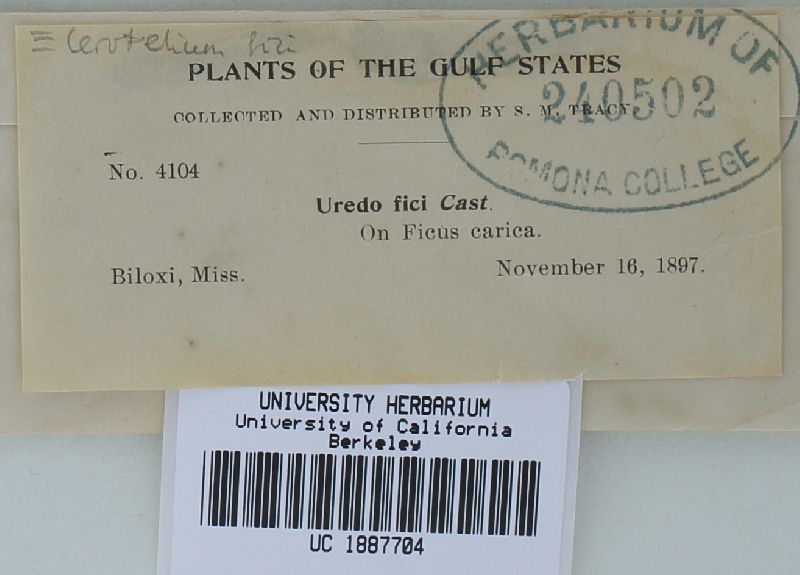 ≡ Cerotelium fici
PLANTS OF THE GULF STATES
COLLECTED AND DISTRIBUTED BY S. M. TRACY
HERBARIUM OF
240502
POMONA COLLEGE
No. 4104
Uredo fici Cast.
On Ficus carica.
Biloxi, Miss.
November 16, 1897.
UNIVERSITY HERBARIUM
University of California
Berkeley
UC 1887704